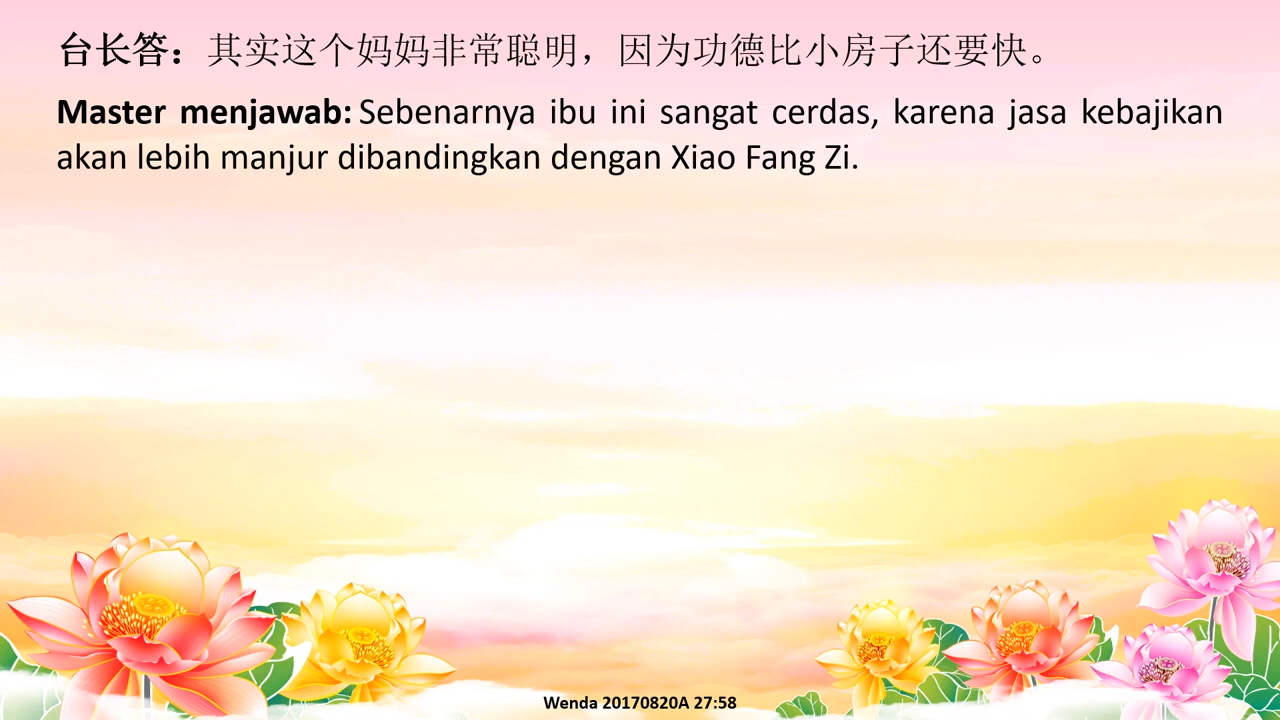 台长答：其实这个妈妈非常聪明，因为功德比小房子还要快。
Master menjawab: Sebenarnya ibu ini sangat cerdas, karena jasa kebajikan
akan lebih manjur dibandingkan dengan Xiao Fang Zi.
Wenda 20170820A 27:58